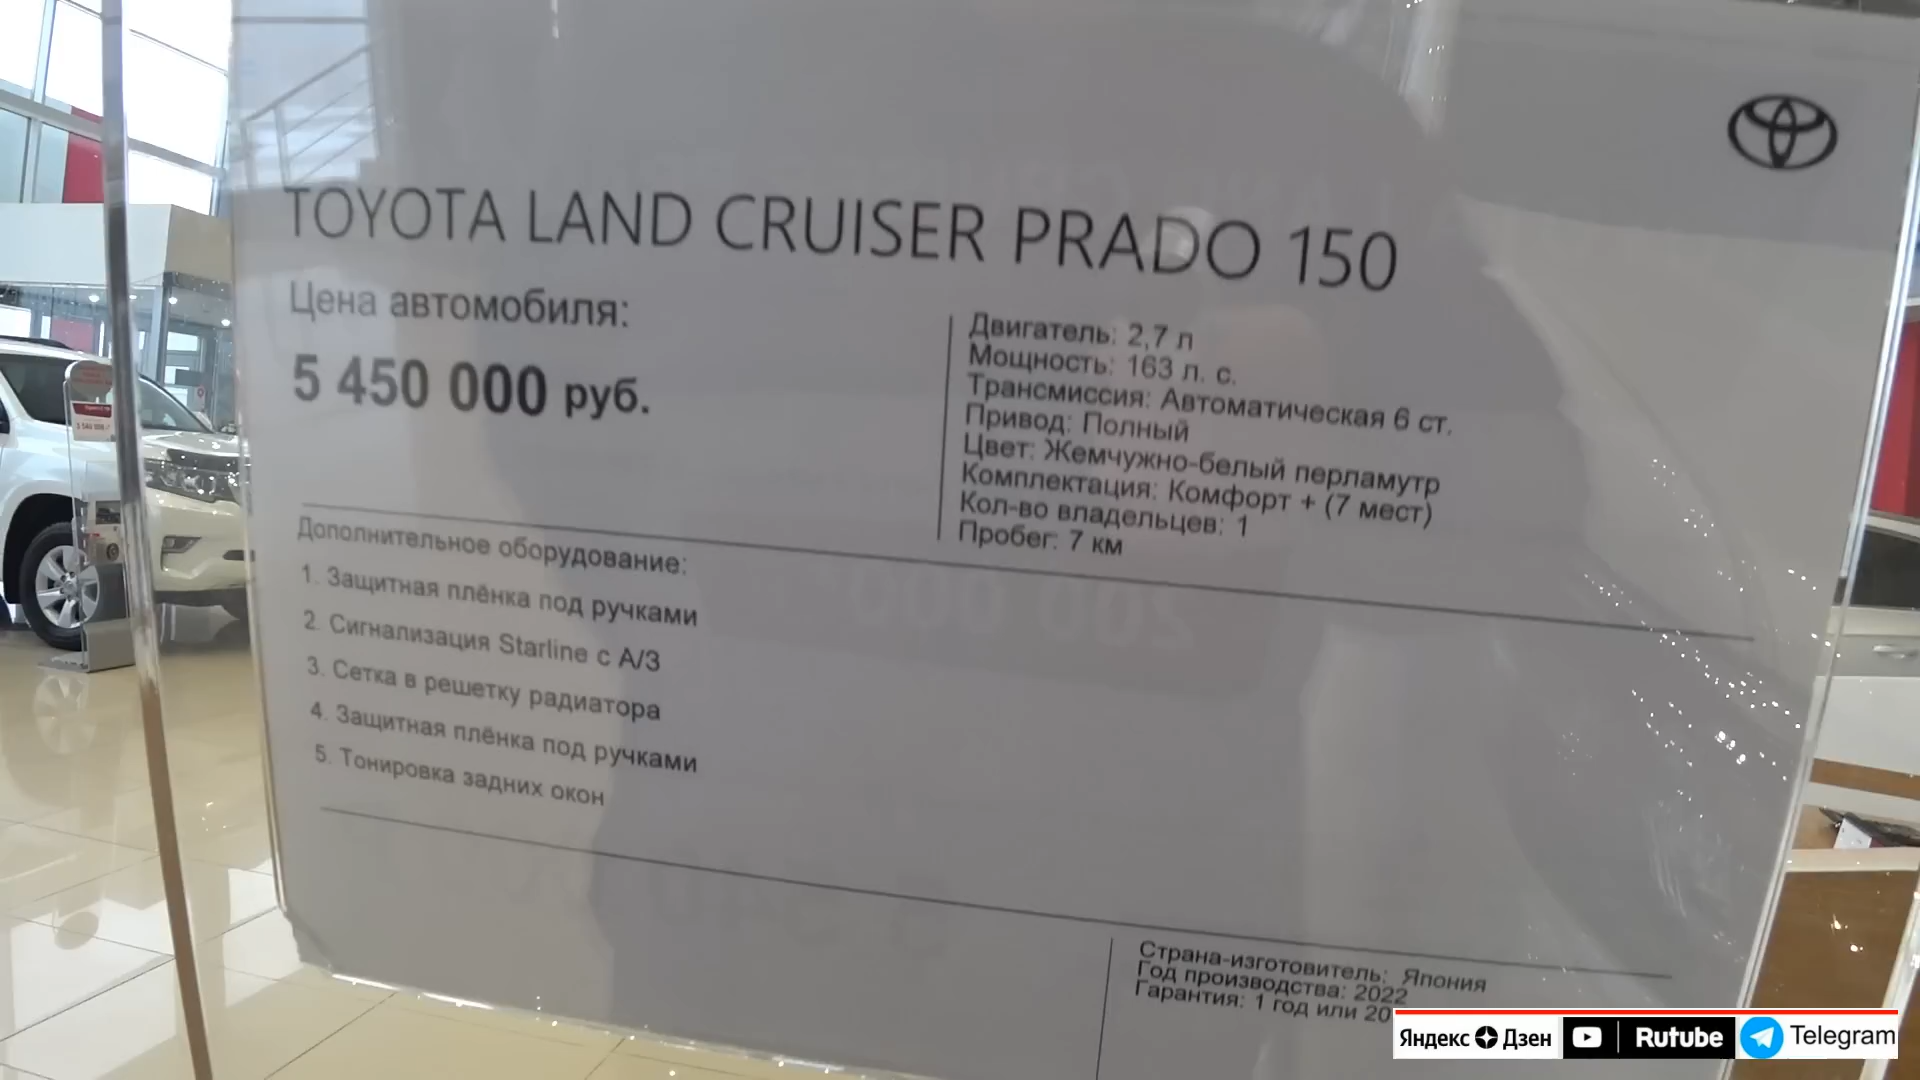 TOYOTA LAND CRUISER PRADO 150
Цена автомобиля:
5 450 000 руб.
Двигатель: 2,7 л
Мощность: 163 л. с.
Трансмиссия: Автоматическая 6 ст.
Привод: Полный
Цвет: Жемчужно-белый перламутр
Комплектация: Комфорт + (7 мест)
Кол-во владельцев: 1
Пробег: 7 км
Дополнительное оборудование:
1. Защитная плёнка под ручками
2. Сигнализация Starline с А/З
3. Сетка в решетку радиатора
4. Защитная плёнка под ручками
5. Тонировка задних окон
Страна-изготовитель: Япония
Год производства: 2022
Гарантия: 1 год или 20
Яндекс Дзен Rutube Telegram